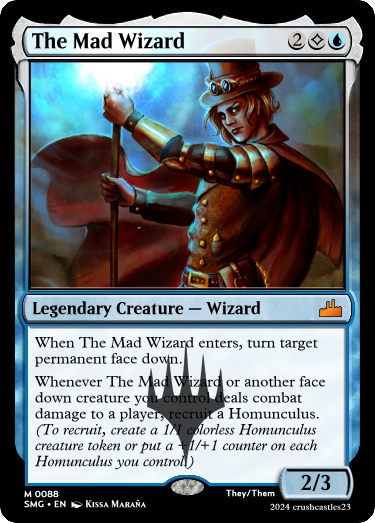 The Mad Wizard 2
Legendary Creature — Wizard
When The Mad Wizard enters, turn target
permanent face down.
Whenever The Mad Wizard or another face
down creature you control deals combat
damage to a player, recruit a Homunculus.
(To recruit, create a 1/1 colorless Homunculus
creature token or put a +1/+1 counter on each
Homunculus you control.)
2/3
M 0088
They/Them
SMG • EN Kissa Maraña
2024 crushcastles23